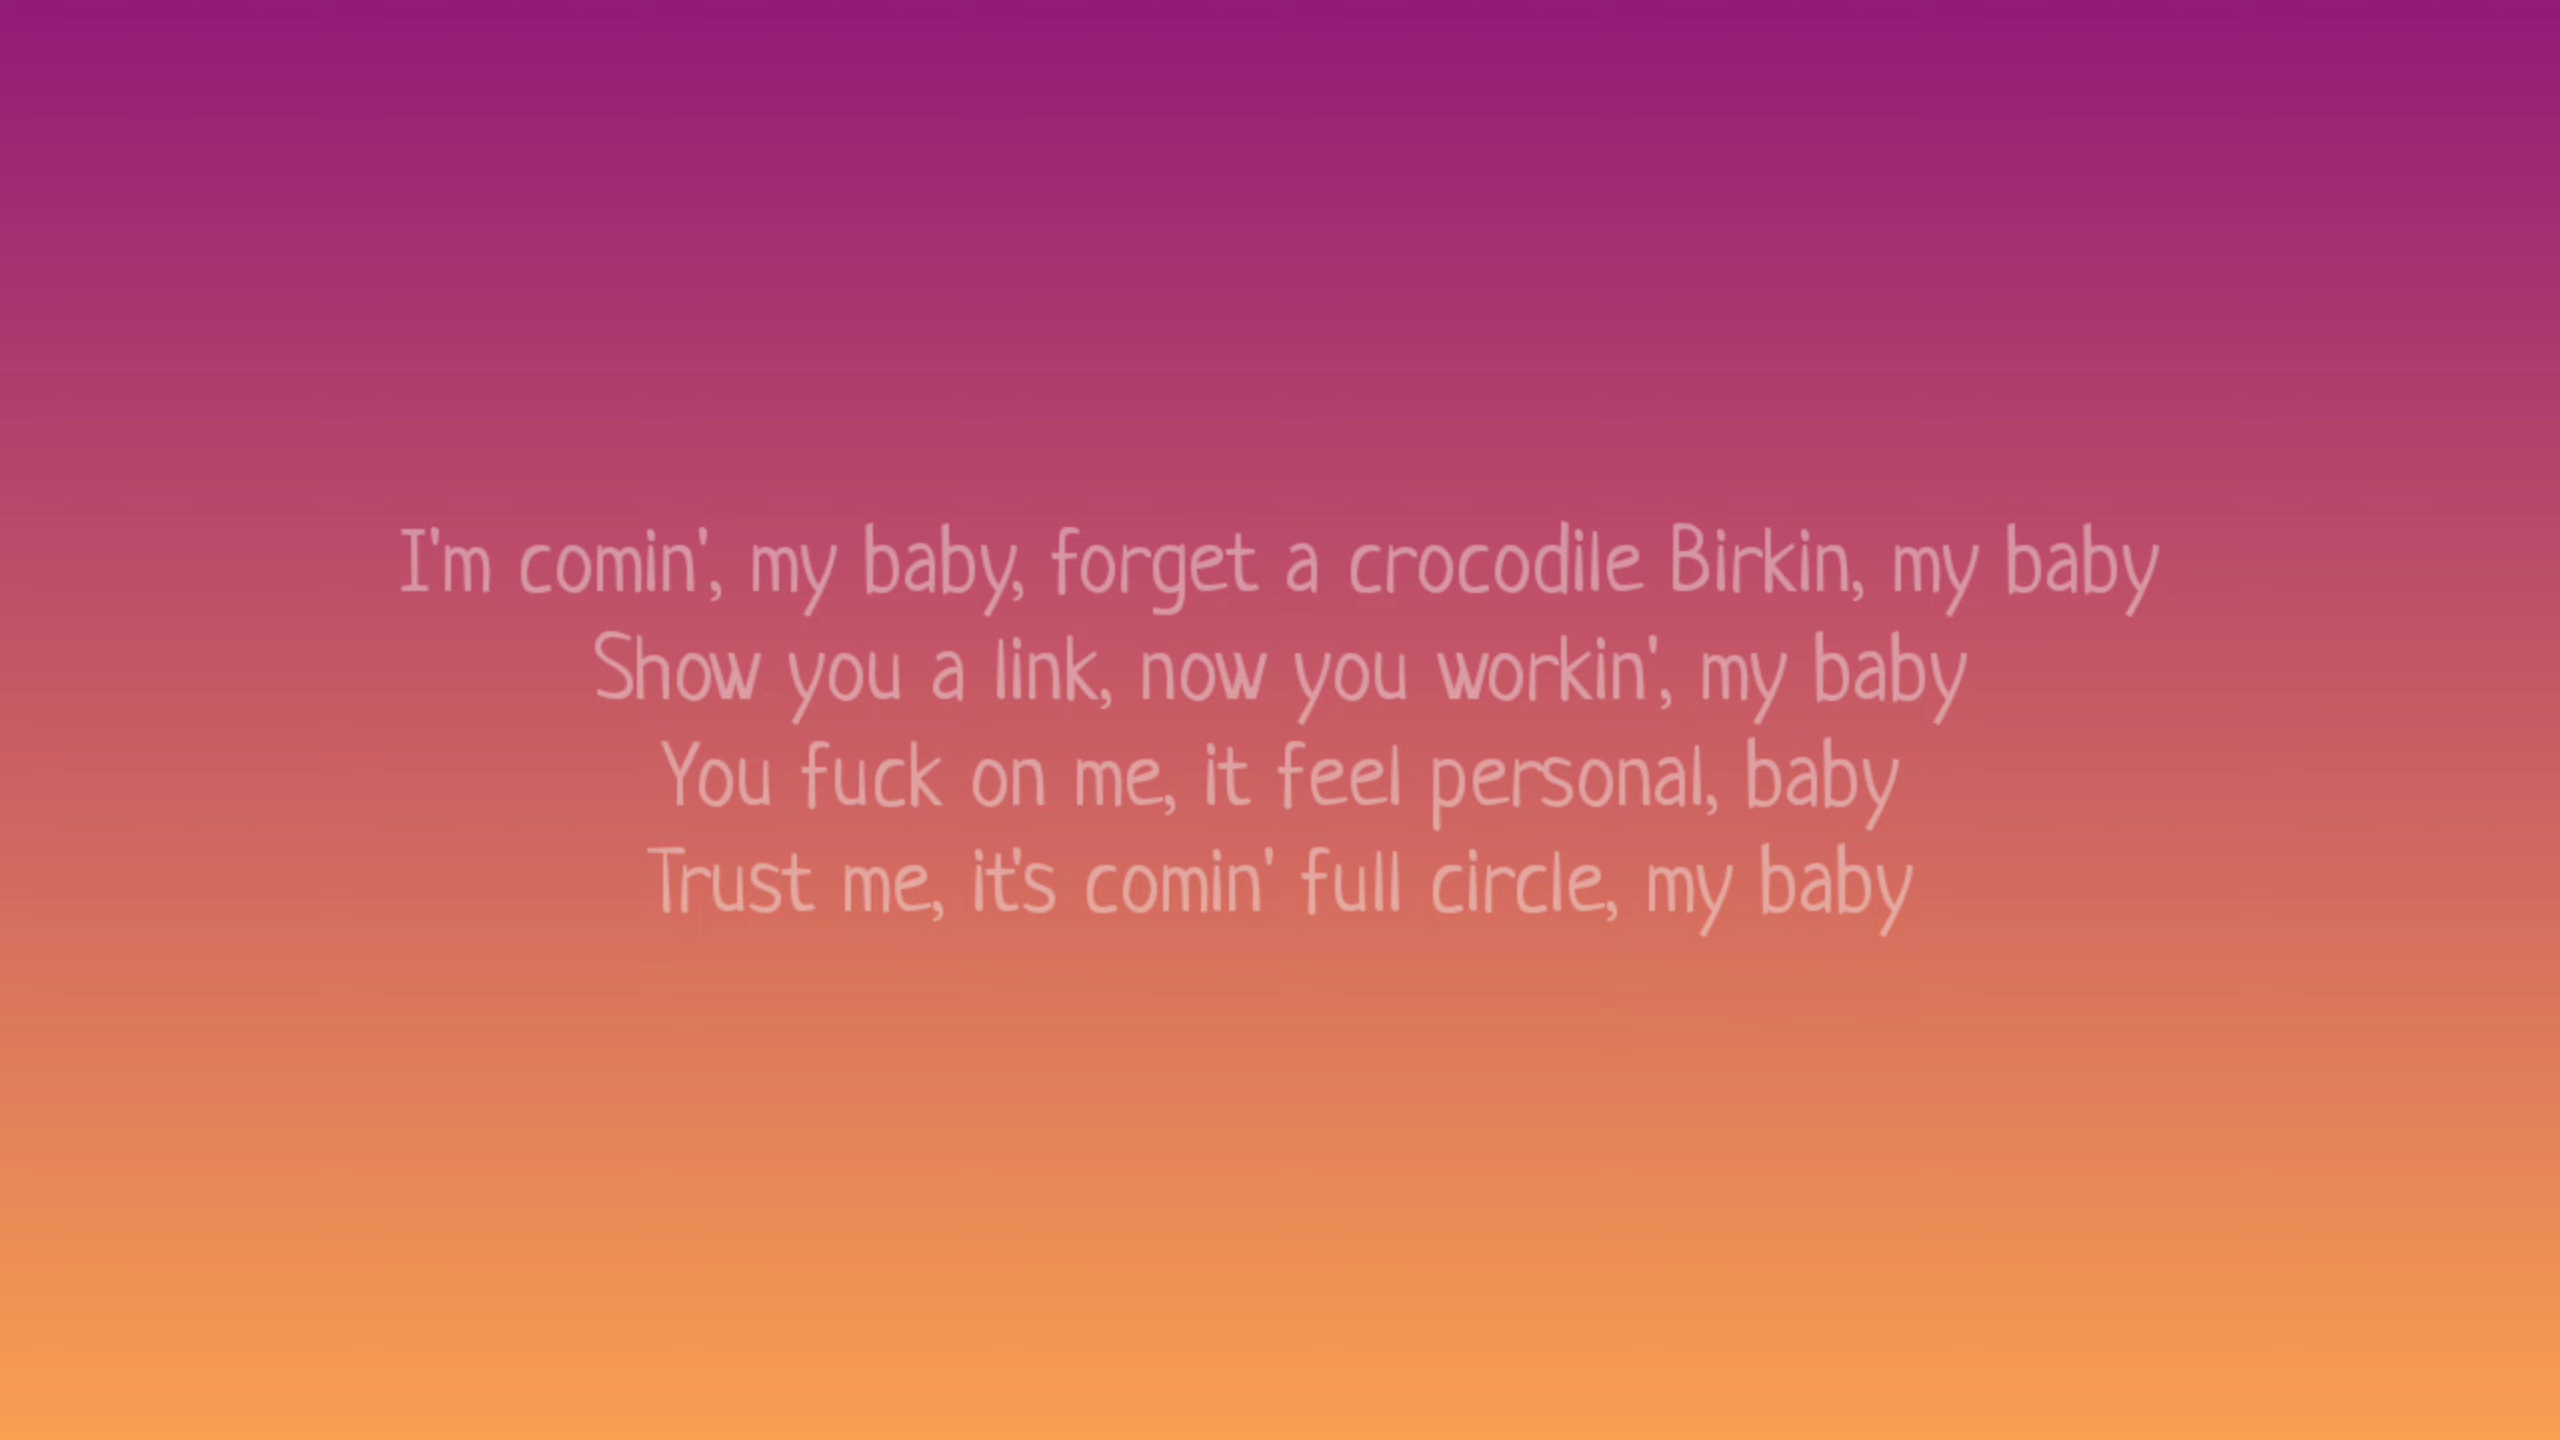 I'm comin', my baby, forget a crocodile Birkin, my baby
Show you a link, now you workin', my baby
You fuck on me, it feel personal, baby
Trust me, it's comin' full circle, my baby